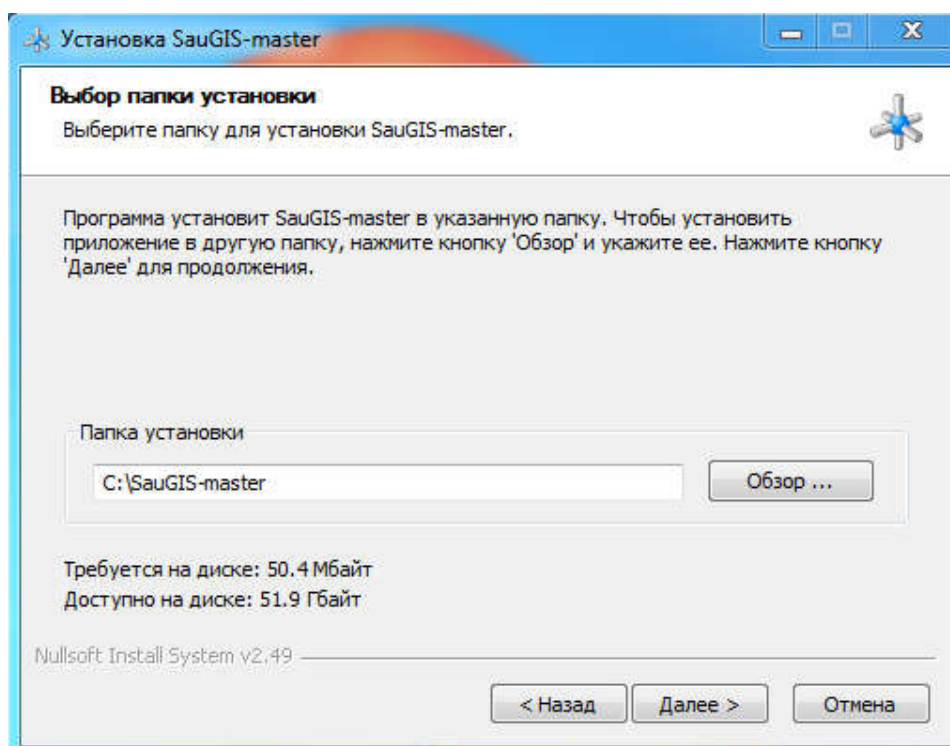 Установка SauGIS-master
Выбор папки установки
Выберите папку для установки SauGIS-master.
Программа установит SauGIS-master в указанную папку. Чтобы установить
приложение в другую папку, нажмите кнопку 'Обзор' и укажите ее. Нажмите кнопку
'Далее' для продолжения.
Папка установки
C:\SauGIS-master
Обзор ...
Требуется на диске: 50.4 Мбайт
Доступно на диске: 51.9 Гбайт
Nullsoft Install System v2.49
< Назад
Далее >
Отмена